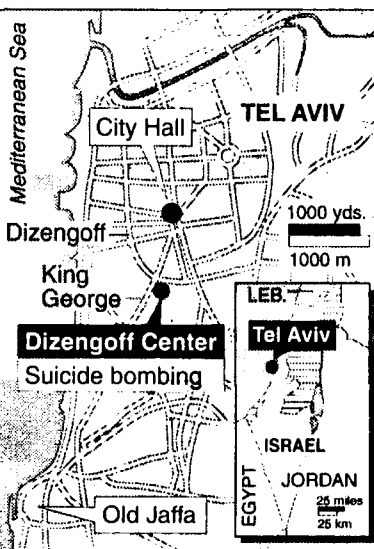 Mediterranean Sea
TEL AVIV
City Hall
Dizengoff
1000 yds.
1000 m
King
George
Dizengoff Center
Suicide bombing
LEB.
Tel Aviv
ISRAEL
JORDAN
EGYPT
25 miles
25 km
Old Jaffa